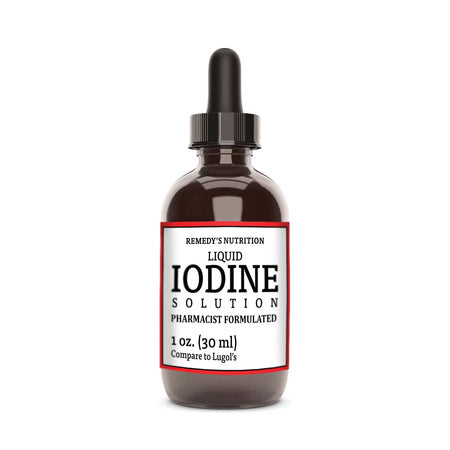 REMEDY'S NUTRITION
LIQUID
IODINE
SOLUTION
PHARMACIST FORMULATED
1 oz. (30 ml)
Compare to Lugol's